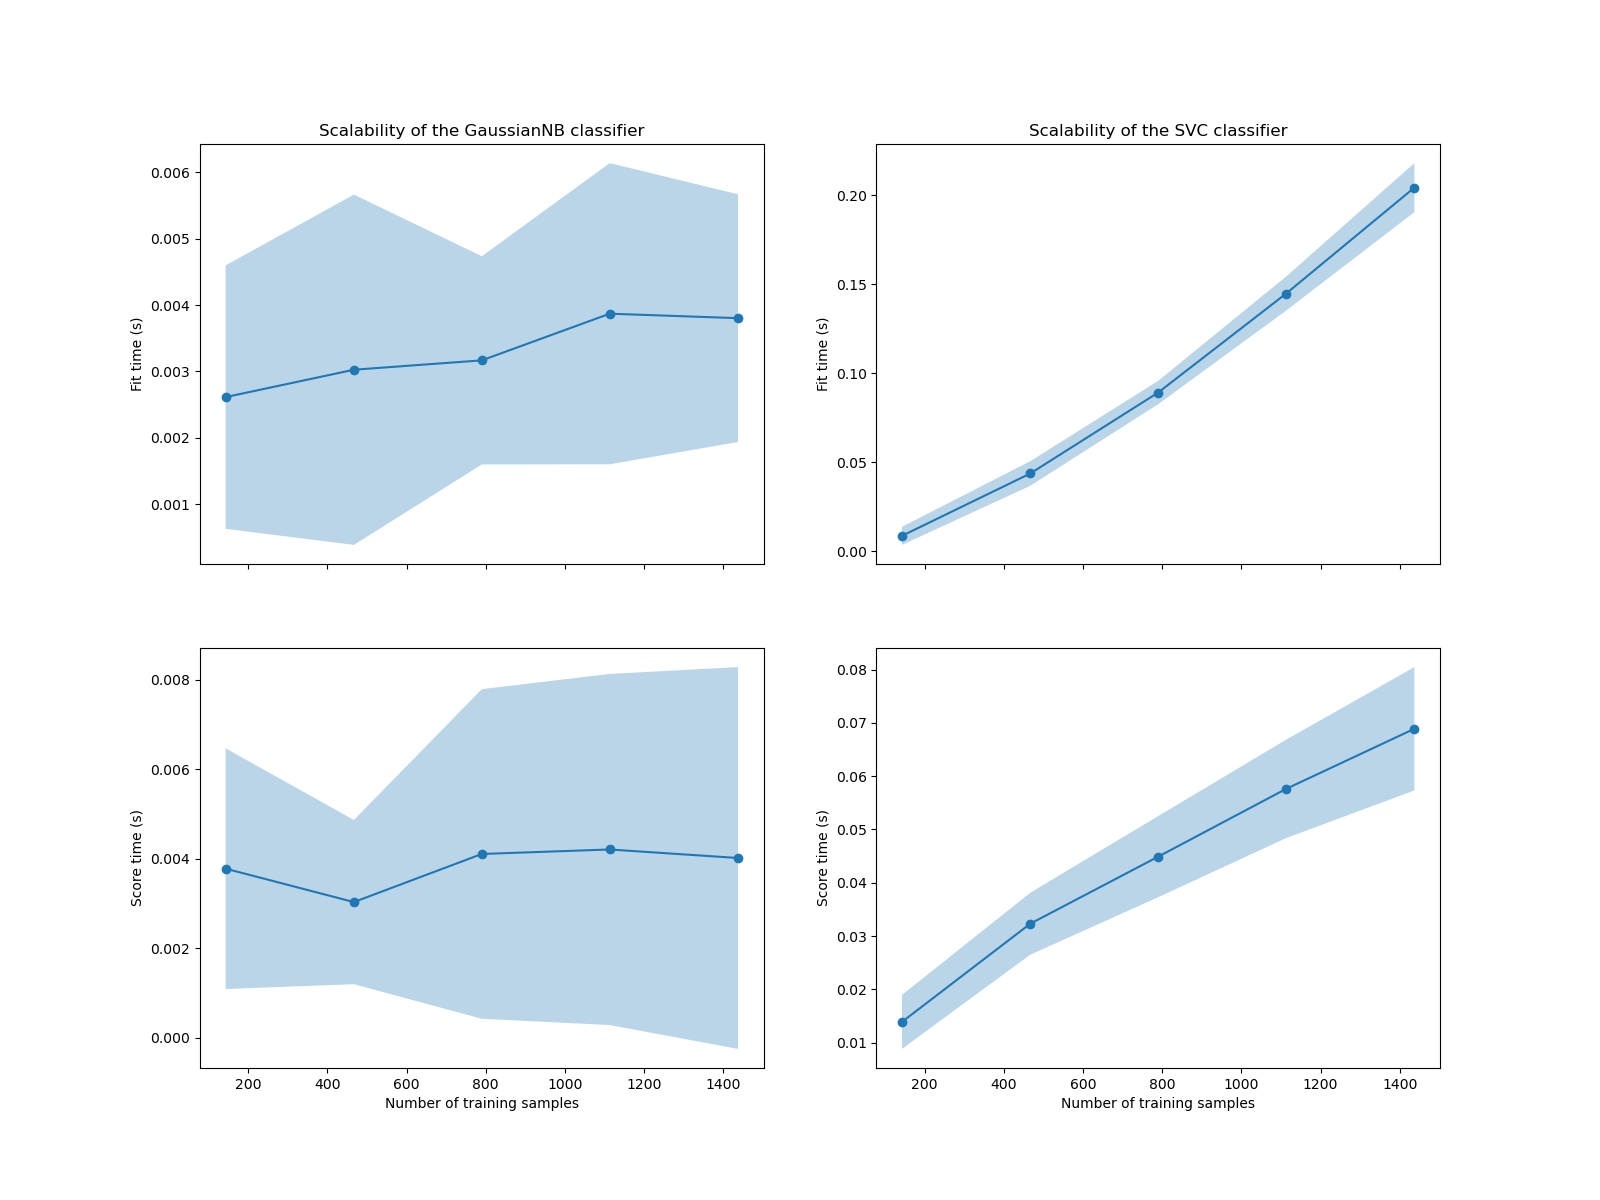 Scalability of the GaussianNB classifier
0.006
0.005
0.004
0.003
0.002
0.001
Fit time (s)
Scalability of the SVC classifier
0.20
0.15
0.10
0.05
0.00
Fit time (s)
0.008
0.006
0.004
0.002
0.000
Score time (s)
200 400 600 800 1000 1200 1400
Number of training samples
0.08
0.07
0.06
0.05
0.04
0.03
0.02
0.01
Score time (s)
200 400 600 800 1000 1200 1400
Number of training samples